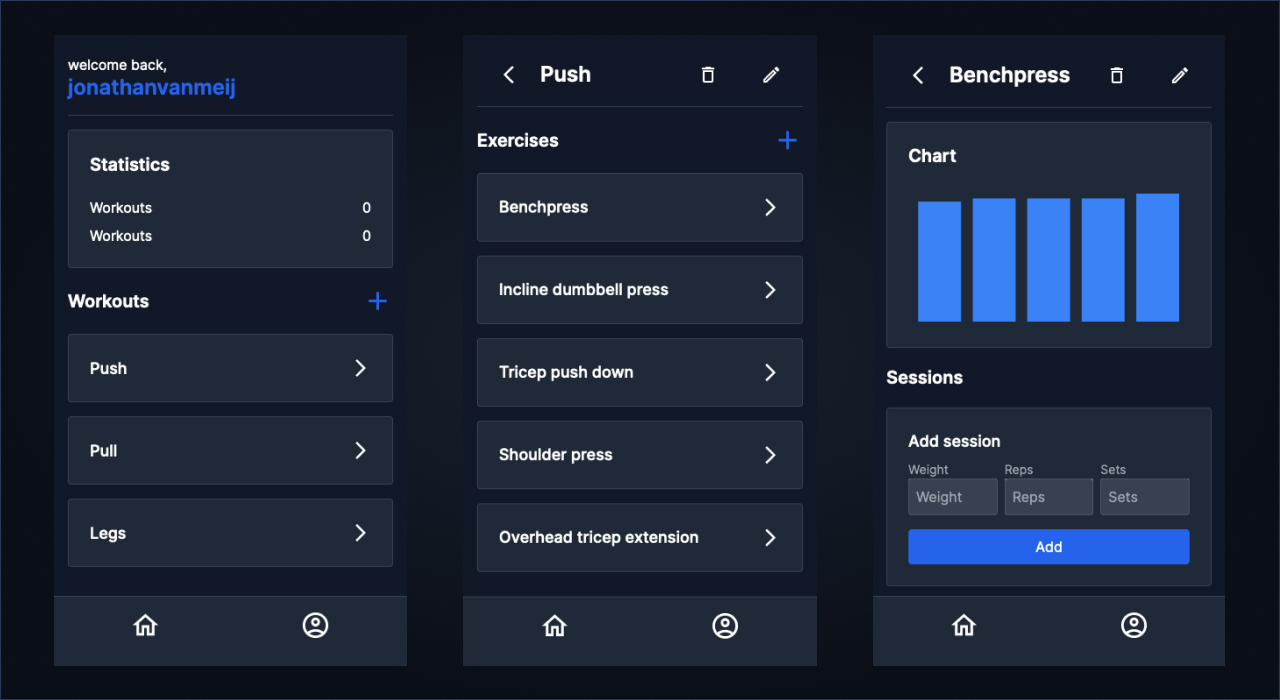 welcome back,
jonathanvanmeij
Statistics
Workouts 0
Workouts 0
Workouts
Push
Pull
Legs
Push
Exercises
Benchpress
Incline dumbbell press
Tricep push down
Shoulder press
Overhead tricep extension
Benchpress
Chart
Sessions
Add session
Weight Reps Sets
Weight Reps Sets
Add